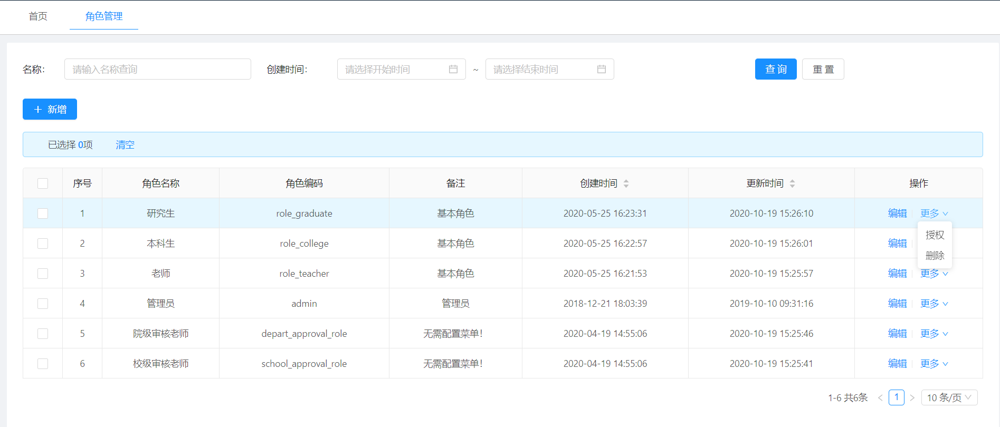 首页 角色管理
名称： 请输入名称查询 创建时间： 请选择开始时间 ~ 请选择结束时间 查 询 重 置
+ 新增
已选择 0项 清空
序号 角色名称 角色编码 备注 创建时间 更新时间 操作
1 研究生 role_graduate 基本角色 2020-05-25 16:23:31 2020-10-19 15:26:10 编辑 更多
授权
2 本科生 role_college 基本角色 2020-05-25 16:22:57 2020-10-19 15:26:01 编辑
删除
3 老师 role_teacher 基本角色 2020-05-25 16:21:53 2020-10-19 15:25:57 编辑 更多
4 管理员 admin 管理员 2018-12-21 18:03:39 2019-10-10 09:31:16 编辑 更多
5 院级审核老师 depart_approval_role 无需配置菜单！ 2020-04-19 14:55:06 2020-10-19 15:25:46 编辑 更多
6 校级审核老师 school_approval_role 无需配置菜单！ 2020-04-19 14:55:06 2020-10-19 15:25:41 编辑 更多
1-6 共6条 < 1 > 10 条/页